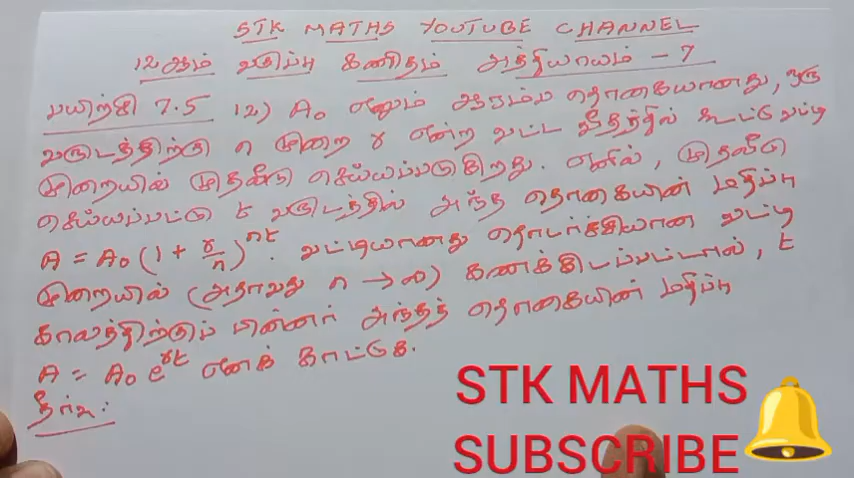 STK MATHS YOUTUBE CHANNEL
12ஆம் வகுப்பு கணிதம் அத்தியாயம் - 7
பயிற்சி 7.5 12) A₀ எனும் ஆரம்ப தொகையானது, ஒரு
வருடத்திற்கு n முறை r என்ற வட்டி வீதத்தில் கூட்டு வட்டி
முறையில் முதலீடு செய்யப்படுகிறது. எனில், முதலீடு
செய்யப்பட்டு t வருடத்தில் அந்த தொகையின் மதிப்பு
A = A₀ (1 + r/n)^nt. வட்டியானது தொடர்ச்சியான வட்டி
முறையில் (அதாவது n → ∞) கணக்கிடப்பட்டால், t
காலத்திற்குப் பின்னர் அந்தத் தொகையின் மதிப்பு
A = A₀ e^rt எனக் காட்டுக.
தீர்வு:
STK MATHS
SUBSCRIBE